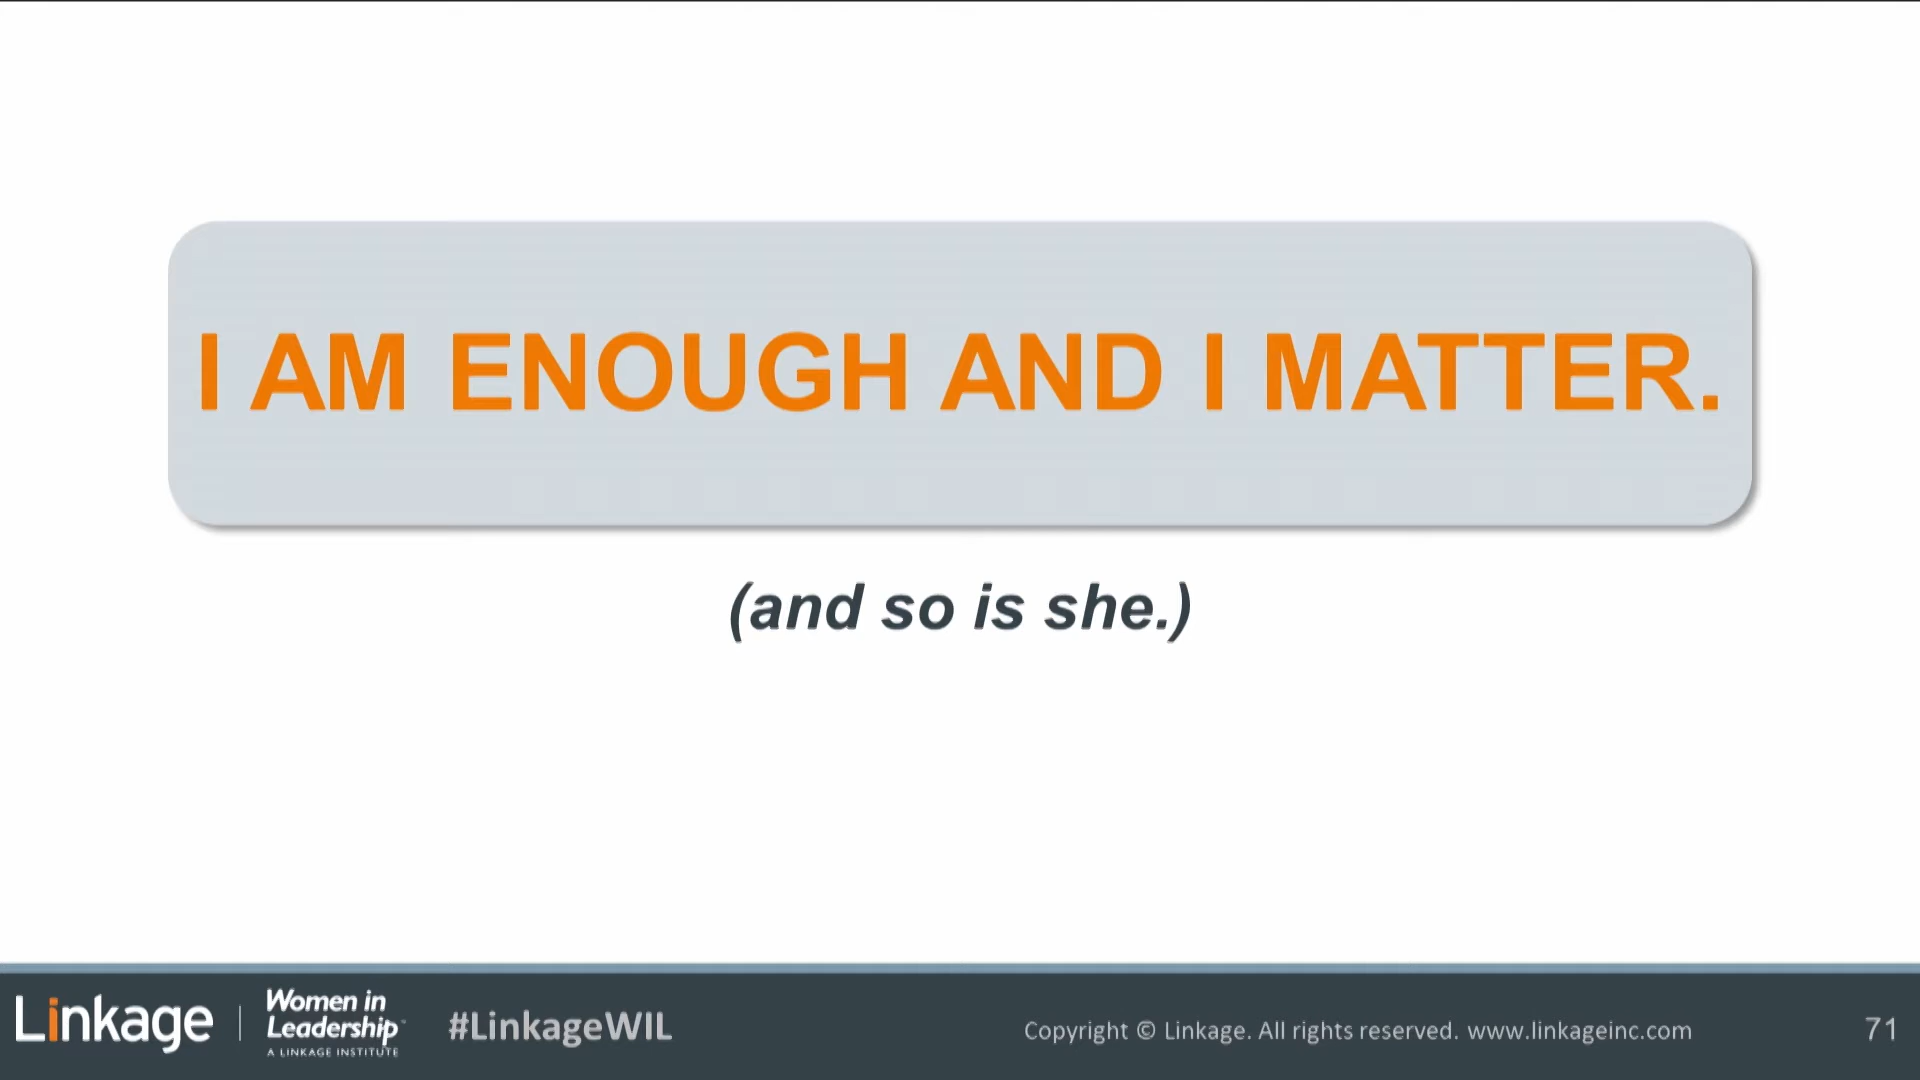 I AM ENOUGH AND I MATTER.
(and so is she.)
Linkage
Women in
Leadership™
A LINKAGE INSTITUTE
#LinkageWIL
Copyright © Linkage. All rights reserved. www.linkageinc.com
71